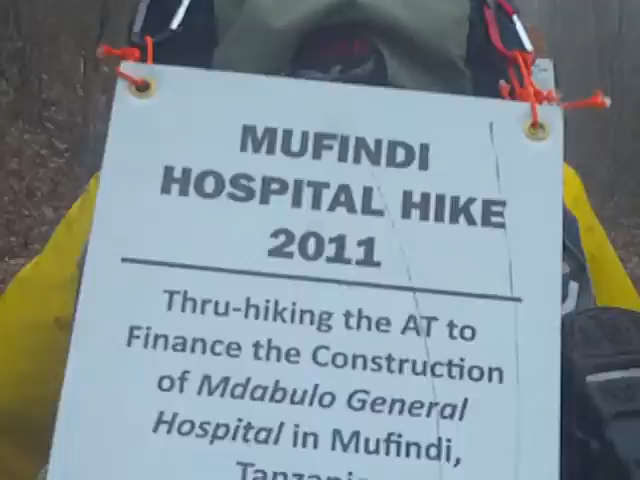 MUFINDI
HOSPITAL HIKE
2011
Thru-hiking the AT to
Finance the Construction
of Mdabulo General
Hospital in Mufindi,